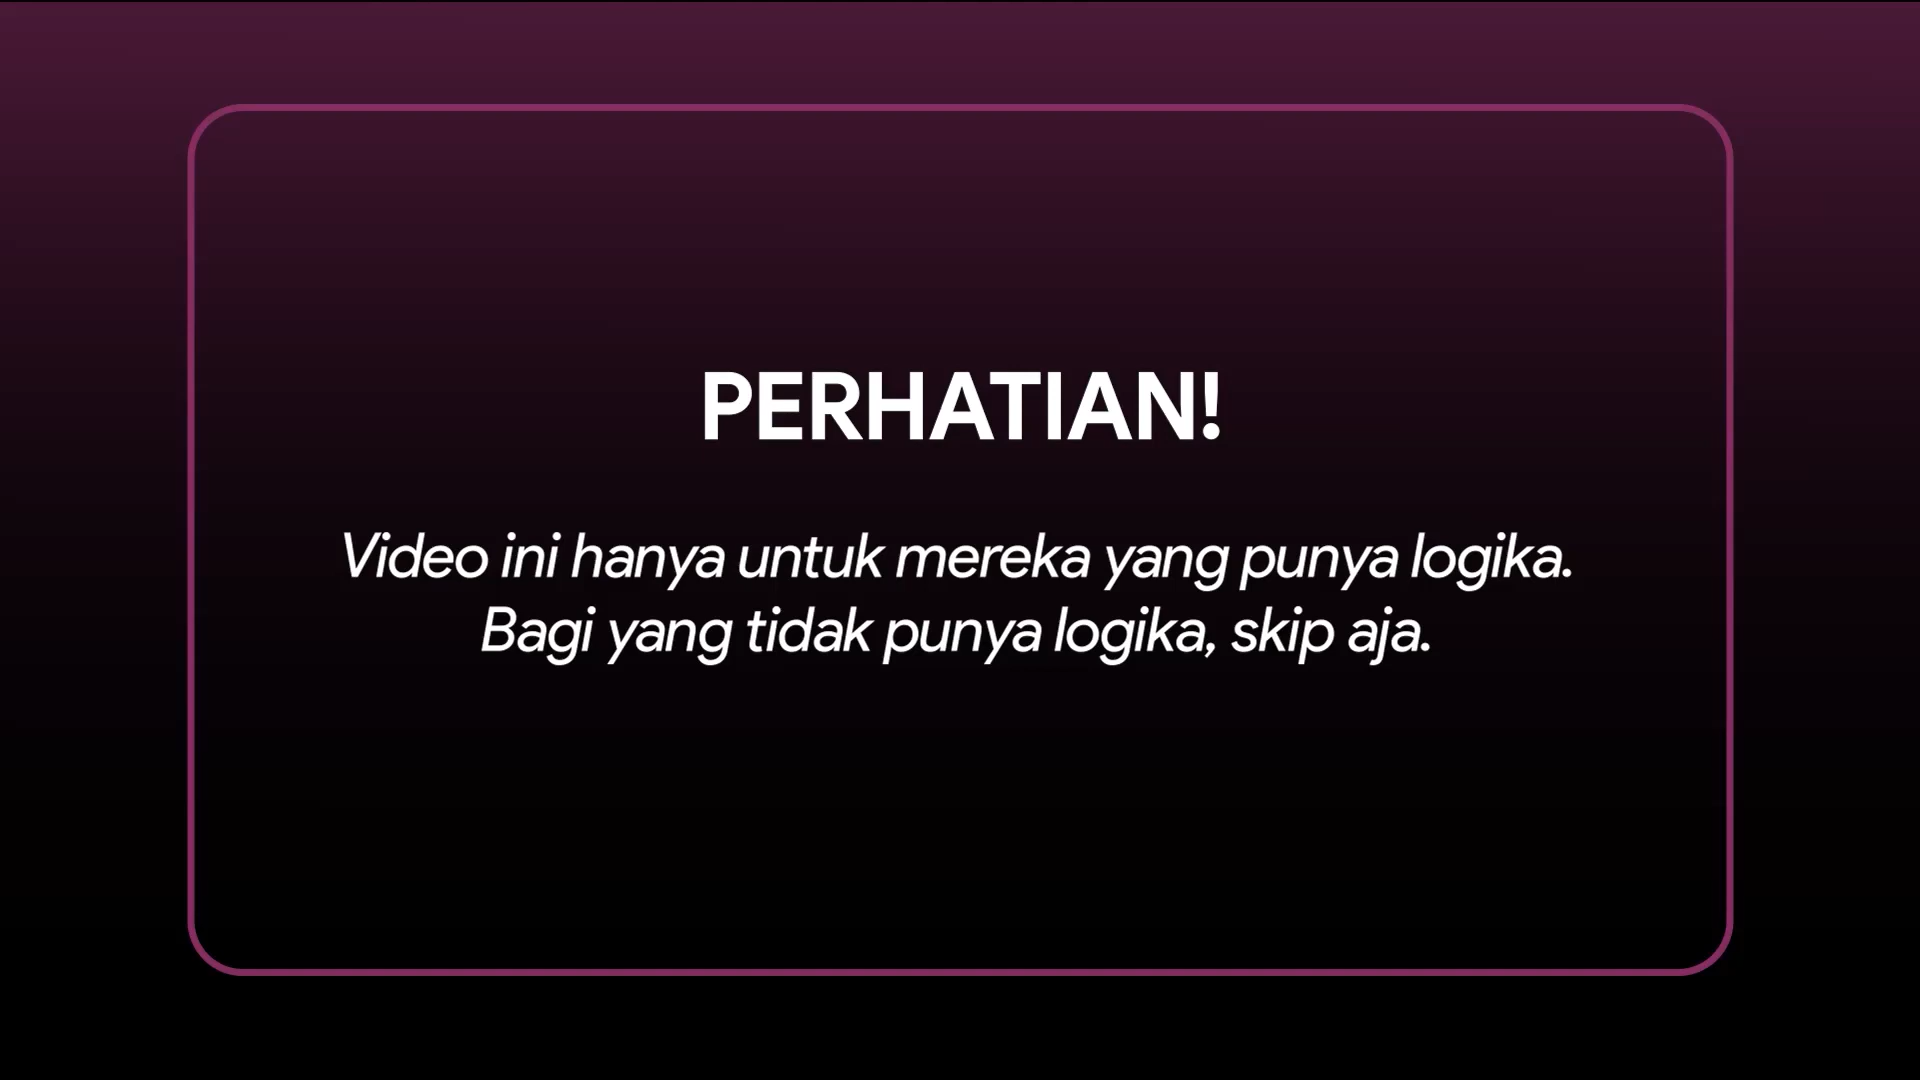 PERHATIAN!
Video ini hanya untuk mereka yang punya logika.
Bagi yang tidak punya logika, skip aja.